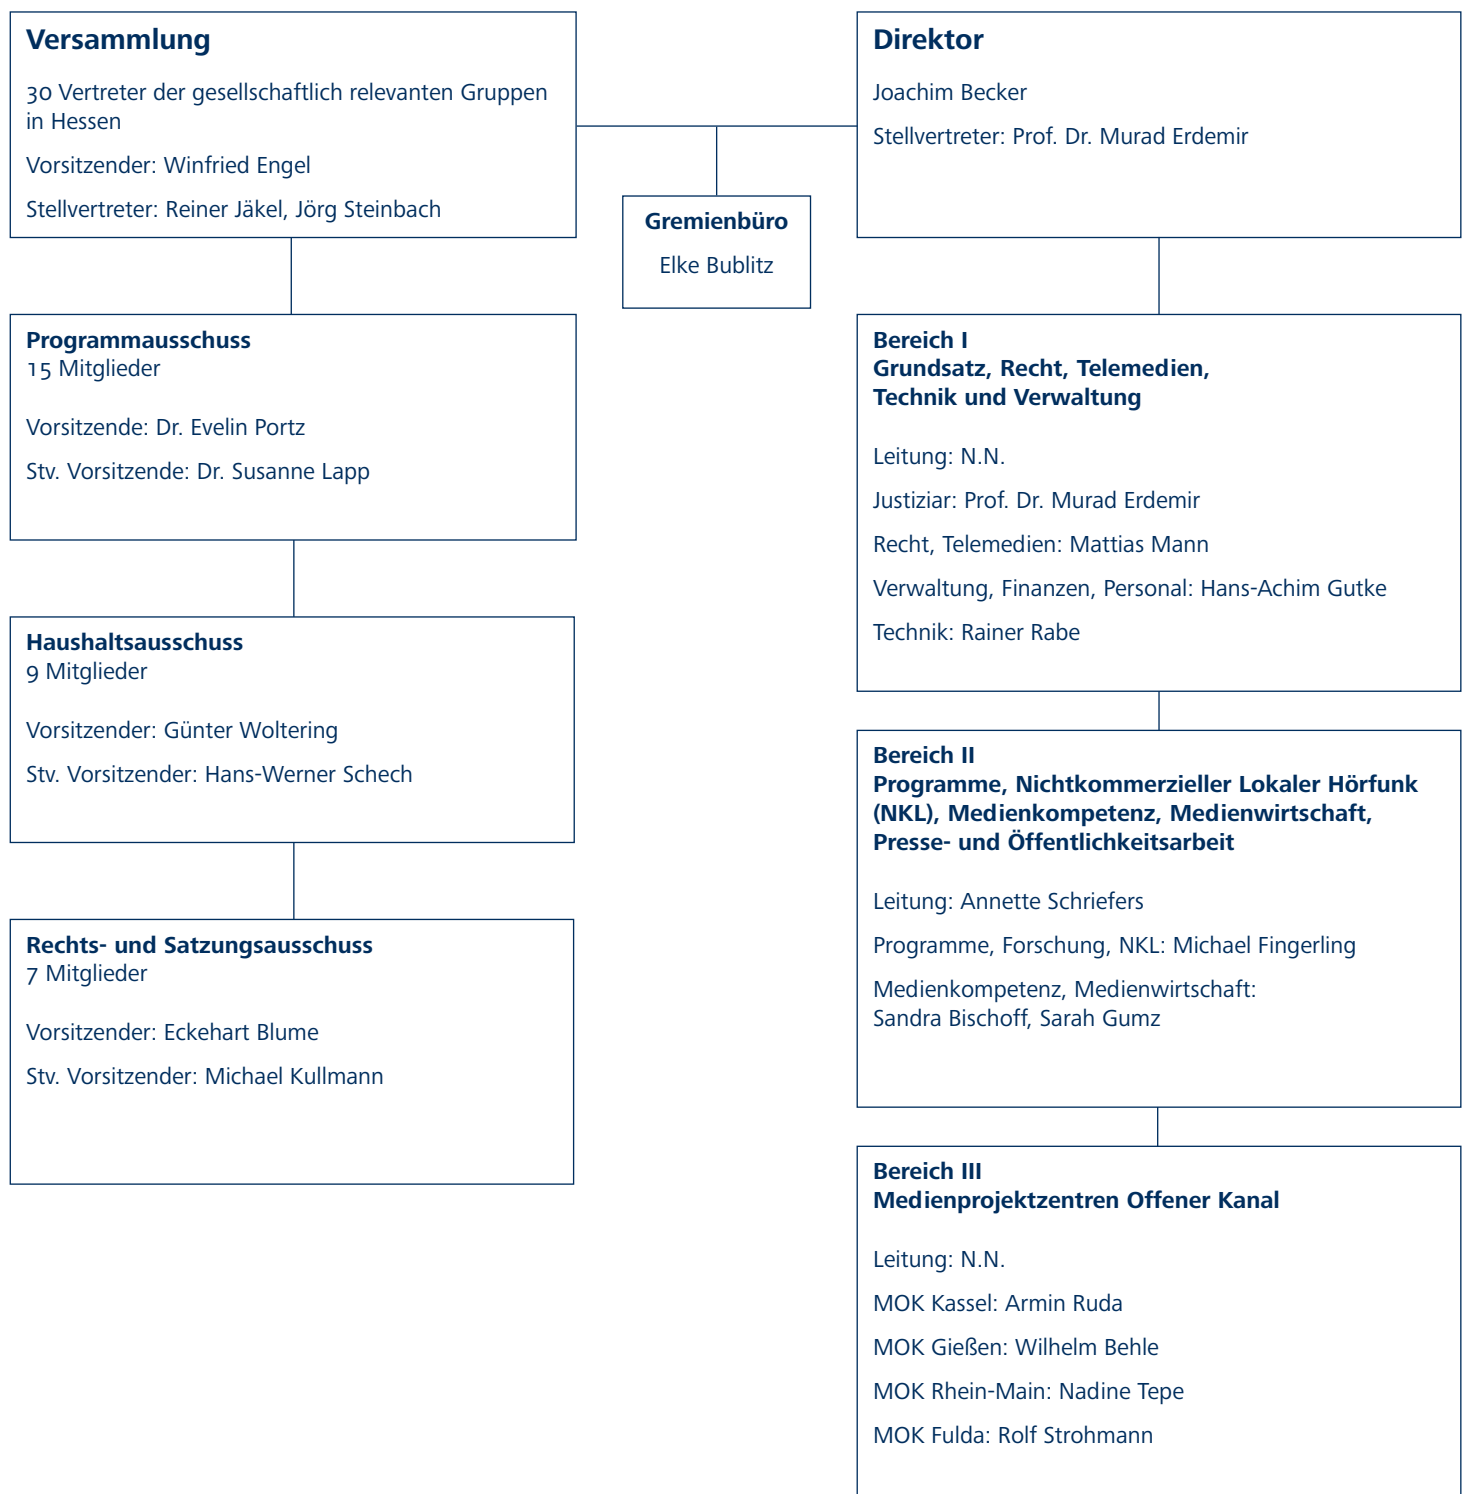 Versammlung
30 Vertreter der gesellschaftlich relevanten Gruppen
in Hessen
Vorsitzender: Winfried Engel
Stellvertreter: Reiner Jäkel, Jörg Steinbach
Direktor
Joachim Becker
Stellvertreter: Prof. Dr. Murad Erdemir
Gremienbüro
Elke Bublitz
Programmausschuss
15 Mitglieder
Vorsitzende: Dr. Evelin Portz
Stv. Vorsitzende: Dr. Susanne Lapp
Haushaltsausschuss
9 Mitglieder
Vorsitzender: Günter Woltering
Stv. Vorsitzender: Hans-Werner Schech
Rechts- und Satzungsausschuss
7 Mitglieder
Vorsitzender: Eckehart Blume
Stv. Vorsitzender: Michael Kullmann
Bereich I
Grundsatz, Recht, Telemedien,
Technik und Verwaltung
Leitung: N.N.
Justiziar: Prof. Dr. Murad Erdemir
Recht, Telemedien: Mattias Mann
Verwaltung, Finanzen, Personal: Hans-Achim Gutke
Technik: Rainer Rabe
Bereich II
Programme, Nichtkommerzieller Lokaler Hörfunk
(NKL), Medienkompetenz, Medienwirtschaft,
Presse- und Öffentlichkeitsarbeit
Leitung: Annette Schriefers
Programme, Forschung, NKL: Michael Fingerling
Medienkompetenz, Medienwirtschaft:
Sandra Bischoff, Sarah Gumz
Bereich III
Medienprojektzentren Offener Kanal
Leitung: N.N.
MOK Kassel: Armin Ruda
MOK Gießen: Wilhelm Behle
MOK Rhein-Main: Nadine Tepe
MOK Fulda: Rolf Strohmann